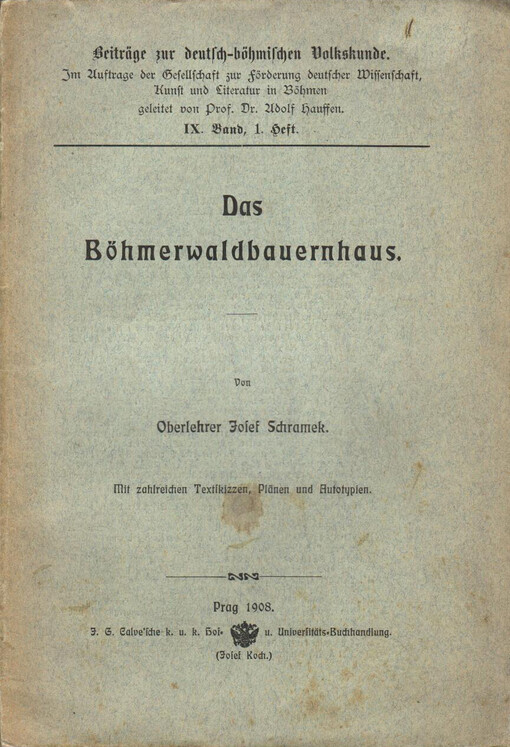 Beiträge zur deutsch-böhmischen Volkskunde.
Im Auftrage der Gesellschaft zur Förderung deutscher Wissenschaft,
Kunst und Literatur in Böhmen
geleitet von Prof. Dr. Adolf Hauffen.
IX. Band, 1. Heft.
Das
Böhmerwaldbauernhaus.
Von
Oberlehrer Josef Schramek.
Mit zahlreichen Textskizzen, Plänen und Autotypien.
Prag 1908.
J. G. Calve'sche k. u. k. Hof- u. Universitäts-Buchhandlung.
(Josef Koch.)